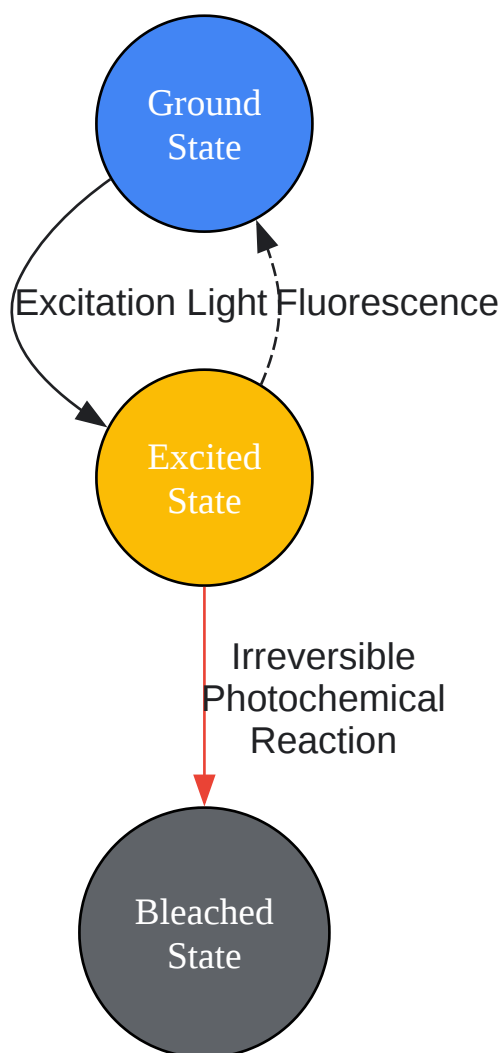 Ground
State
Excitation Light
Fluorescence
Excited
State
Irreversible
Photochemical
Reaction
Bleached
State